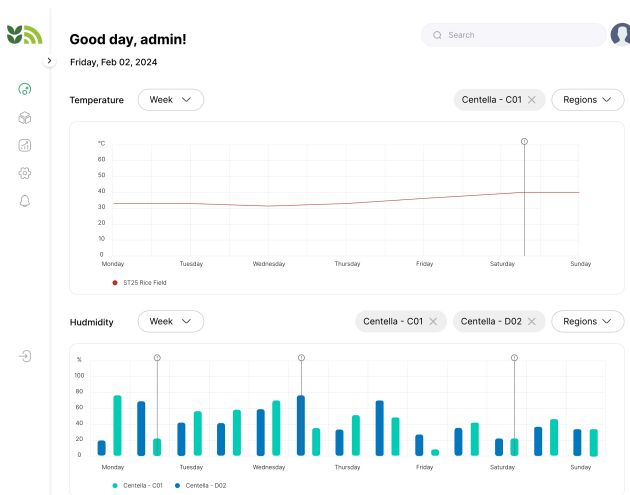 Good day, admin!
Search
Friday, Feb 02, 2024
Temperature
Week
Centella - C01
Regions
°C
60
50
40
30
20
10
0
Monday Tuesday Wednesday Thursday Friday Saturday Sunday
ST25 Rice Field
Hudmidity
Week
Centella - C01
Centella - D02
Regions
%
100
80
60
40
20
0
Monday Tuesday Wednesday Thursday Friday Saturday Sunday
Centella - C01 Centella - D02